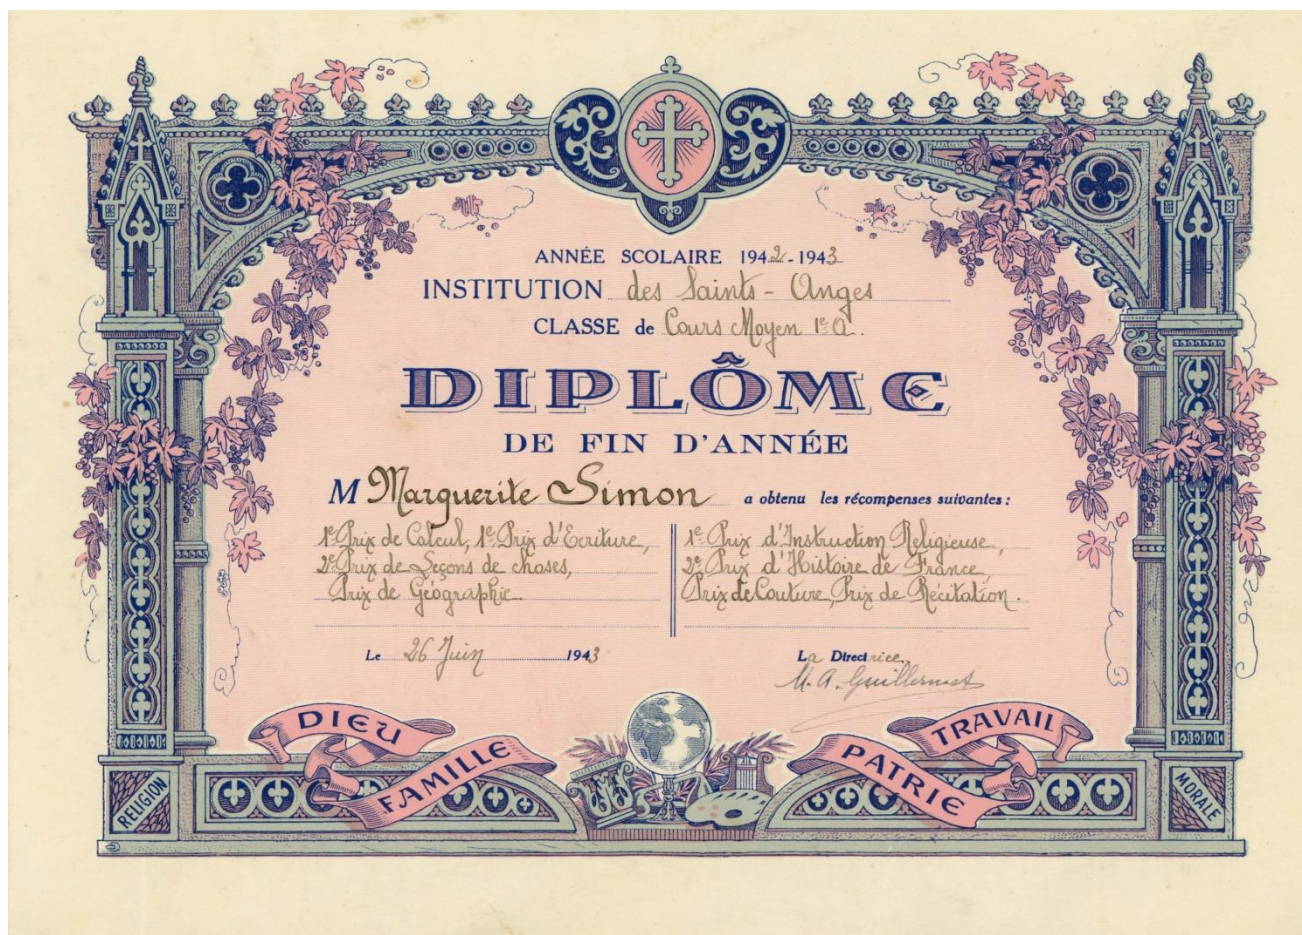 ANNÉE SCOLAIRE 1942-1943
INSTITUTION des Saints-Anges
CLASSE de Cours Moyen 1e A.
DIPLÔME
DE FIN D'ANNÉE
M Marguerite Simon a obtenu les récompenses suivantes :
1e Prix de Calcul, 1e Prix d'Ecriture,
2e Prix de Leçons de choses,
Prix de Géographie.
1e Prix d'Instruction Religieuse,
2e Prix d'Histoire de France,
Prix de Couture, Prix de Récitation.
Le 26 Juin 1943
La Directrice,
M. A. Guillermet
DIEU
FAMILLE
TRAVAIL
PATRIE
RELIGION
MORALE